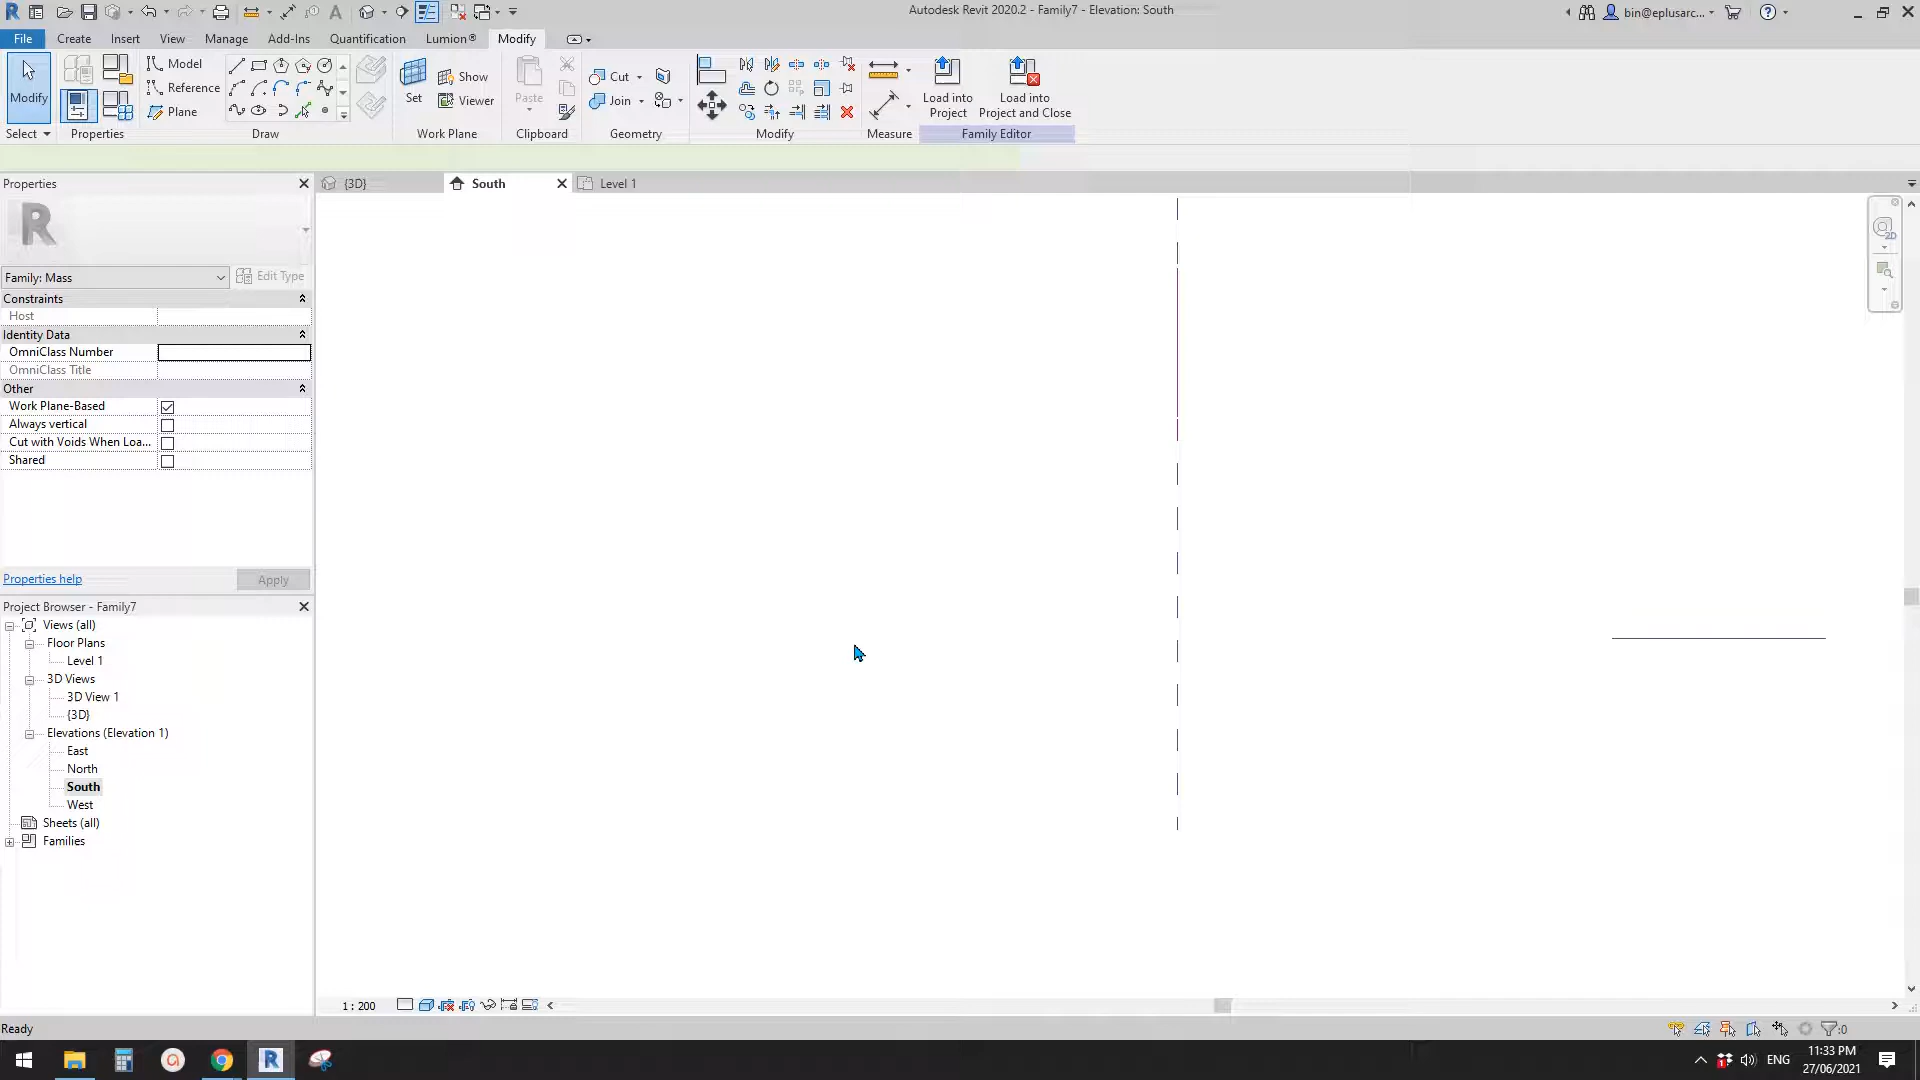 Autodesk Revit 2020.2 - Family7 - Elevation: South
bin@eplusarc...
File Create Insert View Manage Add-Ins Quantification Lumion® Modify
Modify
Model
Reference
Plane
Set
Show
Viewer
Paste
Cut
Join
Load into
Project
Load into
Project and Close
Select Properties Draw Work Plane Clipboard Geometry Modify Measure Family Editor
Properties
{3D} South Level 1
R
2D
Family: Mass
Edit Type
Constraints
Host
Identity Data
OmniClass Number
OmniClass Title
Other
Work Plane-Based
Always vertical
Cut with Voids When Loa...
Shared
Properties help
Apply
Project Browser - Family7
Views (all)
Floor Plans
Level 1
3D Views
3D View 1
{3D}
Elevations (Elevation 1)
East
North
South
West
Sheets (all)
Families
1 : 200
Ready
:0
ENG
11:33 PM
27/06/2021